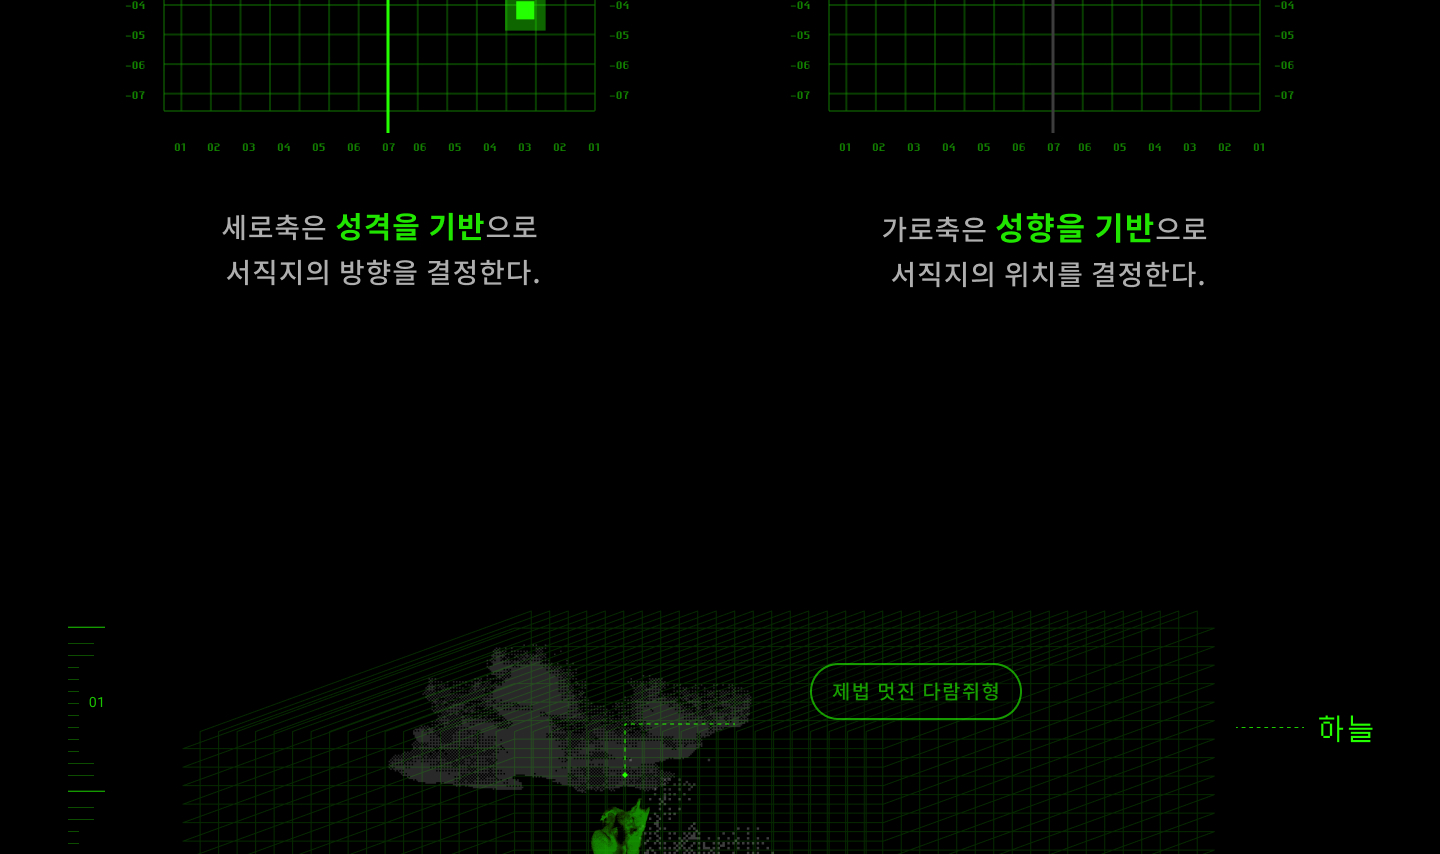 -04 -04 -04 -04
-05 -05 -05 -05
-06 -06 -06 -06
-07 -07 -07 -07
01 02 03 04 05 06 07 06 05 04 03 02 01
01 02 03 04 05 06 07 06 05 04 03 02 01
세로축은 성격을 기반으로
서직지의 방향을 결정한다.
가로축은 성향을 기반으로
서직지의 위치를 결정한다.
제법 멋진 다람쥐형
01
하늘